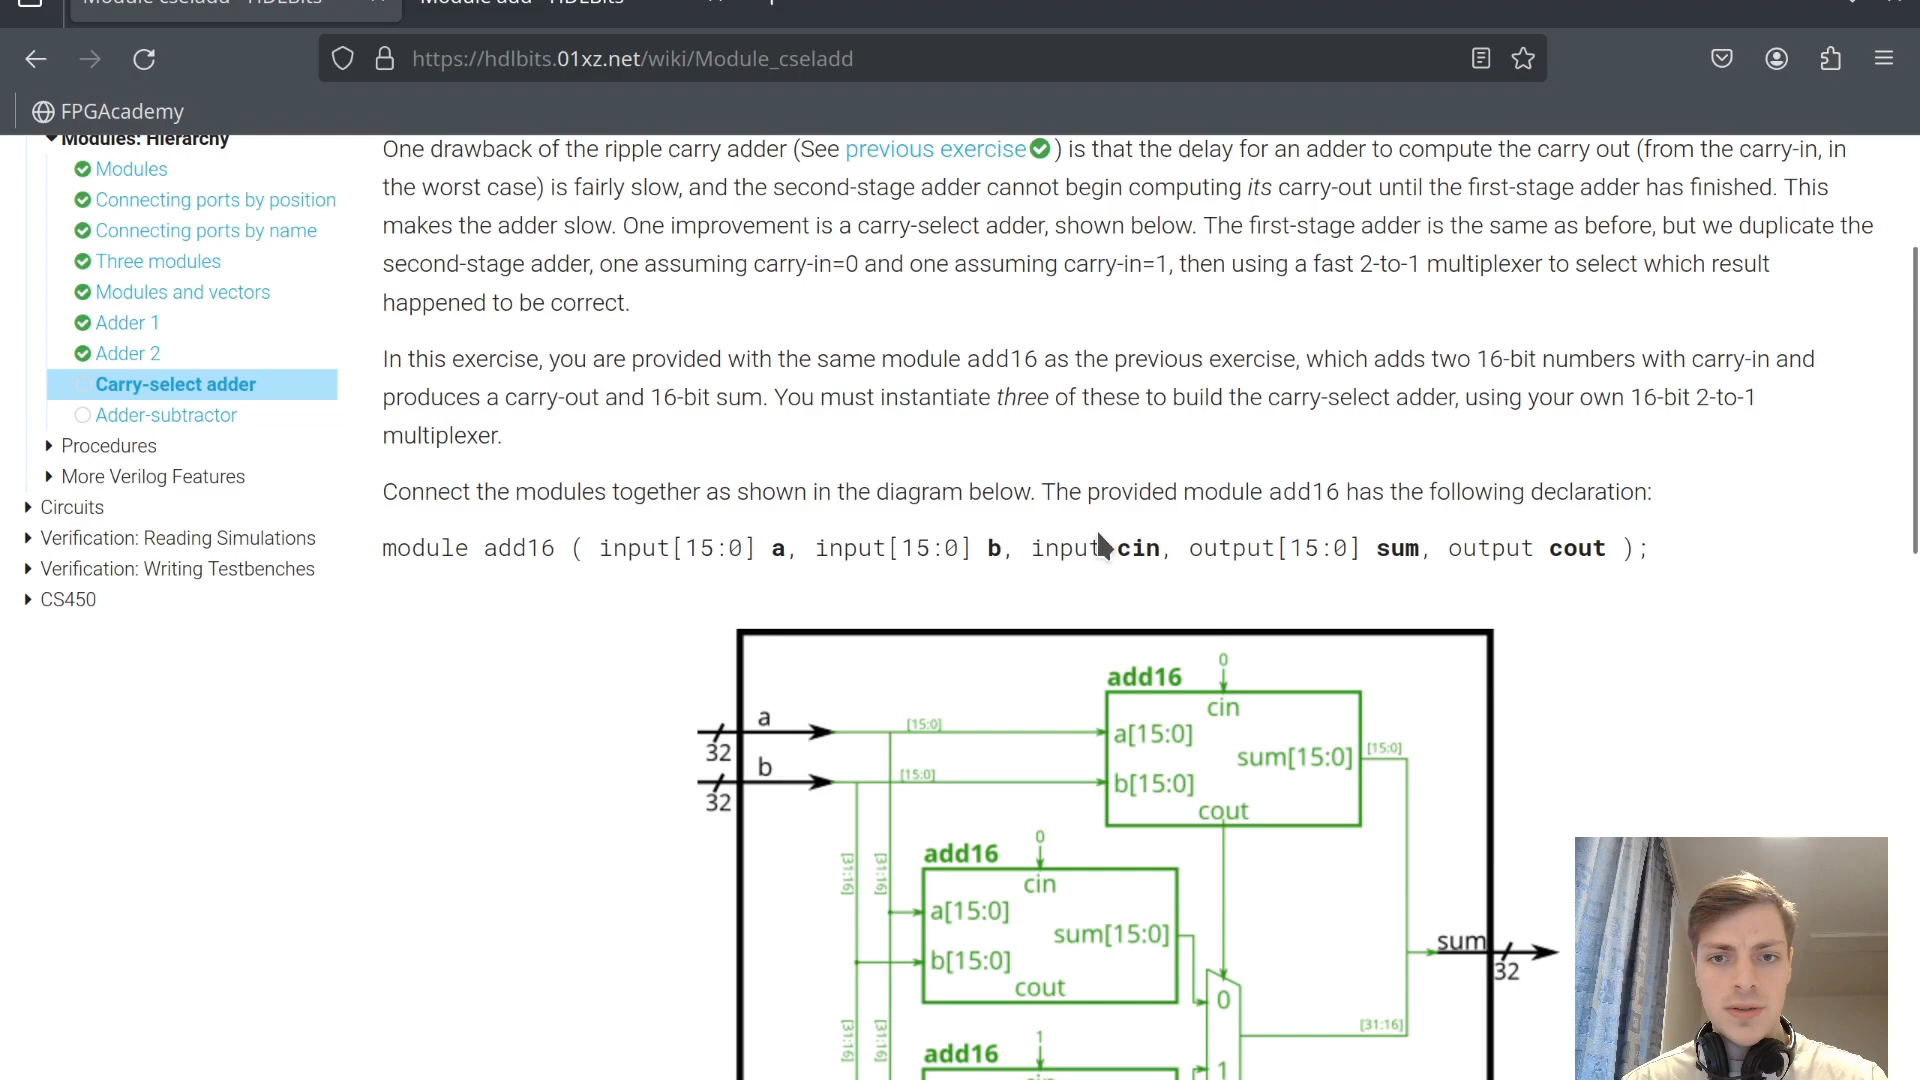 Module cseladd - HDLBits
Module add - HDLBits
https://hdlbits.01xz.net/wiki/Module_cseladd
FPGAcademy
Modules: Hierarchy
Modules
Connecting ports by position
Connecting ports by name
Three modules
Modules and vectors
Adder 1
Adder 2
Carry-select adder
Adder-subtractor
Procedures
More Verilog Features
Circuits
Verification: Reading Simulations
Verification: Writing Testbenches
CS450
One drawback of the ripple carry adder (See previous exercise) is that the delay for an adder to compute the carry out (from the carry-in, in
the worst case) is fairly slow, and the second-stage adder cannot begin computing its carry-out until the first-stage adder has finished. This
makes the adder slow. One improvement is a carry-select adder, shown below. The first-stage adder is the same as before, but we duplicate the
second-stage adder, one assuming carry-in=0 and one assuming carry-in=1, then using a fast 2-to-1 multiplexer to select which result
happened to be correct.
In this exercise, you are provided with the same module add16 as the previous exercise, which adds two 16-bit numbers with carry-in and
produces a carry-out and 16-bit sum. You must instantiate three of these to build the carry-select adder, using your own 16-bit 2-to-1
multiplexer.
Connect the modules together as shown in the diagram below. The provided module add16 has the following declaration:
module add16 ( input[15:0] a, input[15:0] b, input cin, output[15:0] sum, output cout );
0
add16
cin
a
[15:0]
a[15:0]
32
sum[15:0]
[15:0]
b
[15:0]
b[15:0]
32
cout
0
add16
cin
[31:16]
[31:16]
a[15:0]
sum[15:0]
sum
b[15:0]
32
cout
0
[31:16]
[31:16]
[31:16]
1
add16
1
cin